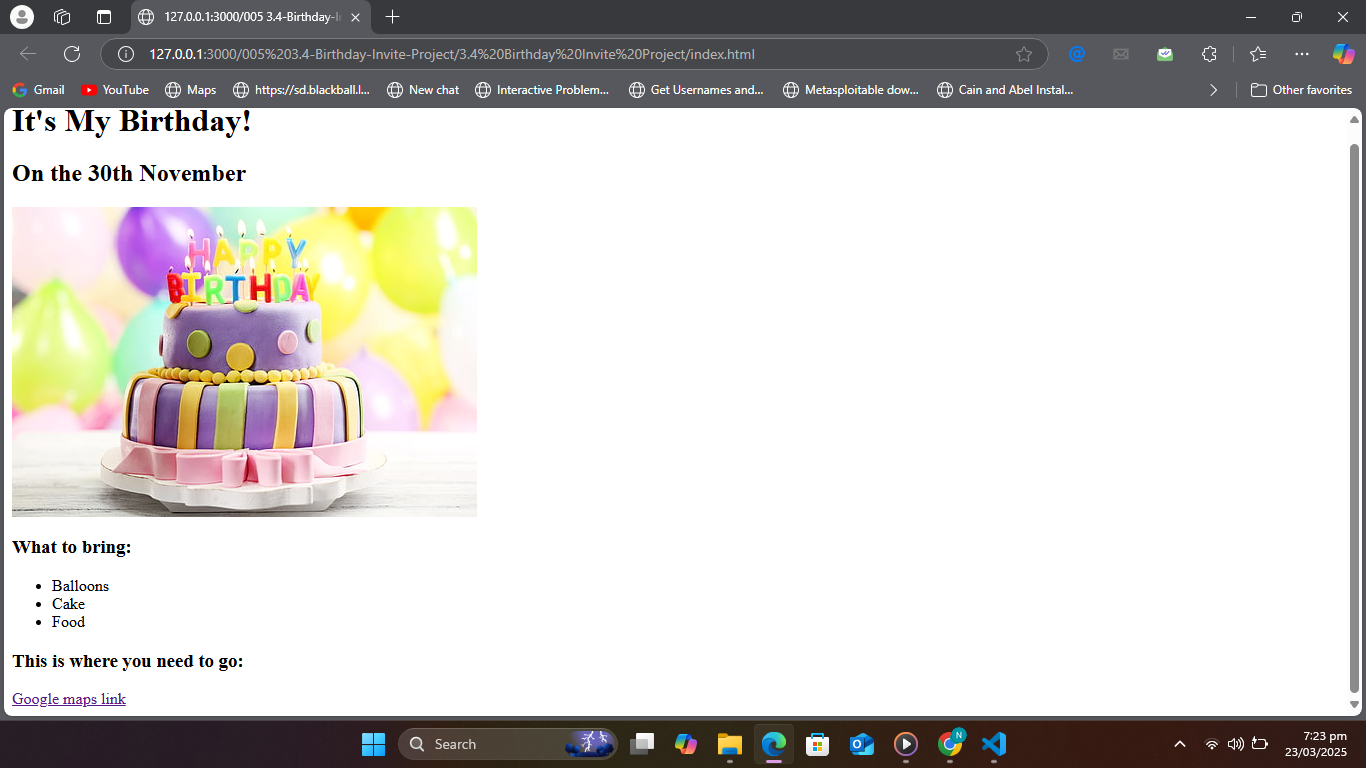 127.0.0.1:3000/005 3.4-Birthday-I
127.0.0.1:3000/005%203.4-Birthday-Invite-Project/3.4%20Birthday%20Invite%20Project/index.html
Gmail YouTube Maps https://sd.blackball.l... New chat Interactive Problem... Get Usernames and... Metasploitable dow... Cain and Abel Instal... Other favorites
It's My Birthday!
On the 30th November
HAPPY
BIRTHDAY
What to bring:
• Balloons
• Cake
• Food
This is where you need to go:
Google maps link
Search
N
7:23 pm
23/03/2025